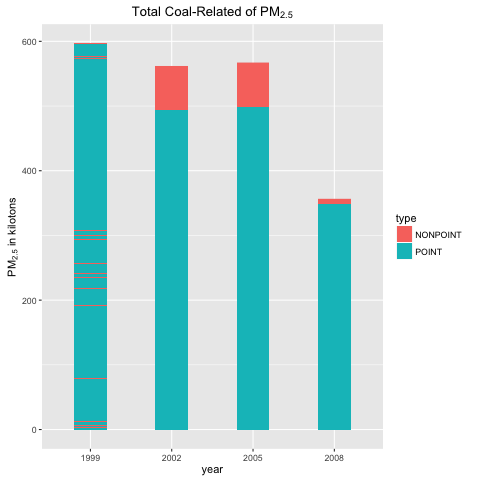 Total Coal-Related of PM2.5
PM2.5 in kilotons
600
400
200
0
1999 2002 2005 2008
year
type
NONPOINT
POINT